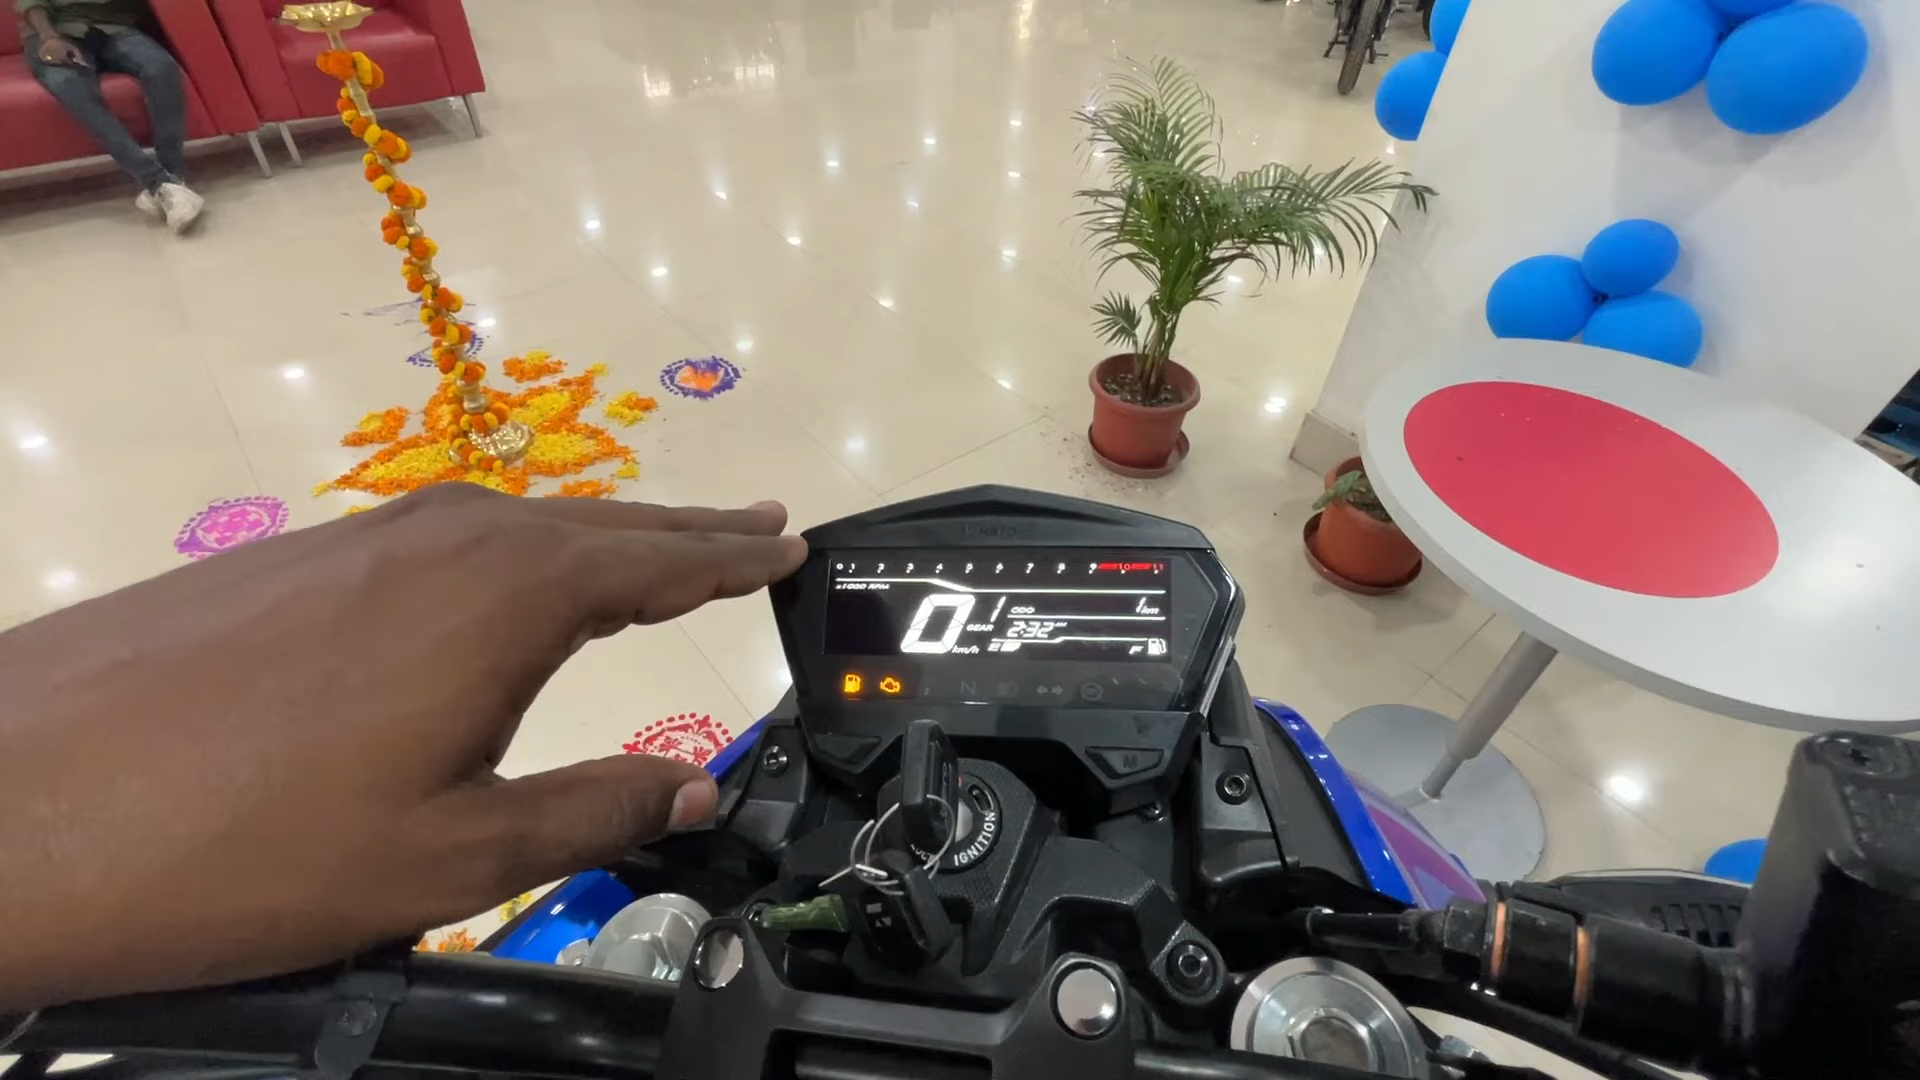 0 1 2 3 4 5 6 7 8 9 10 11
x1000 RPM
0 km/h
1 GEAR
ODO 1 km
2:32
E F
N
M
IGNITION